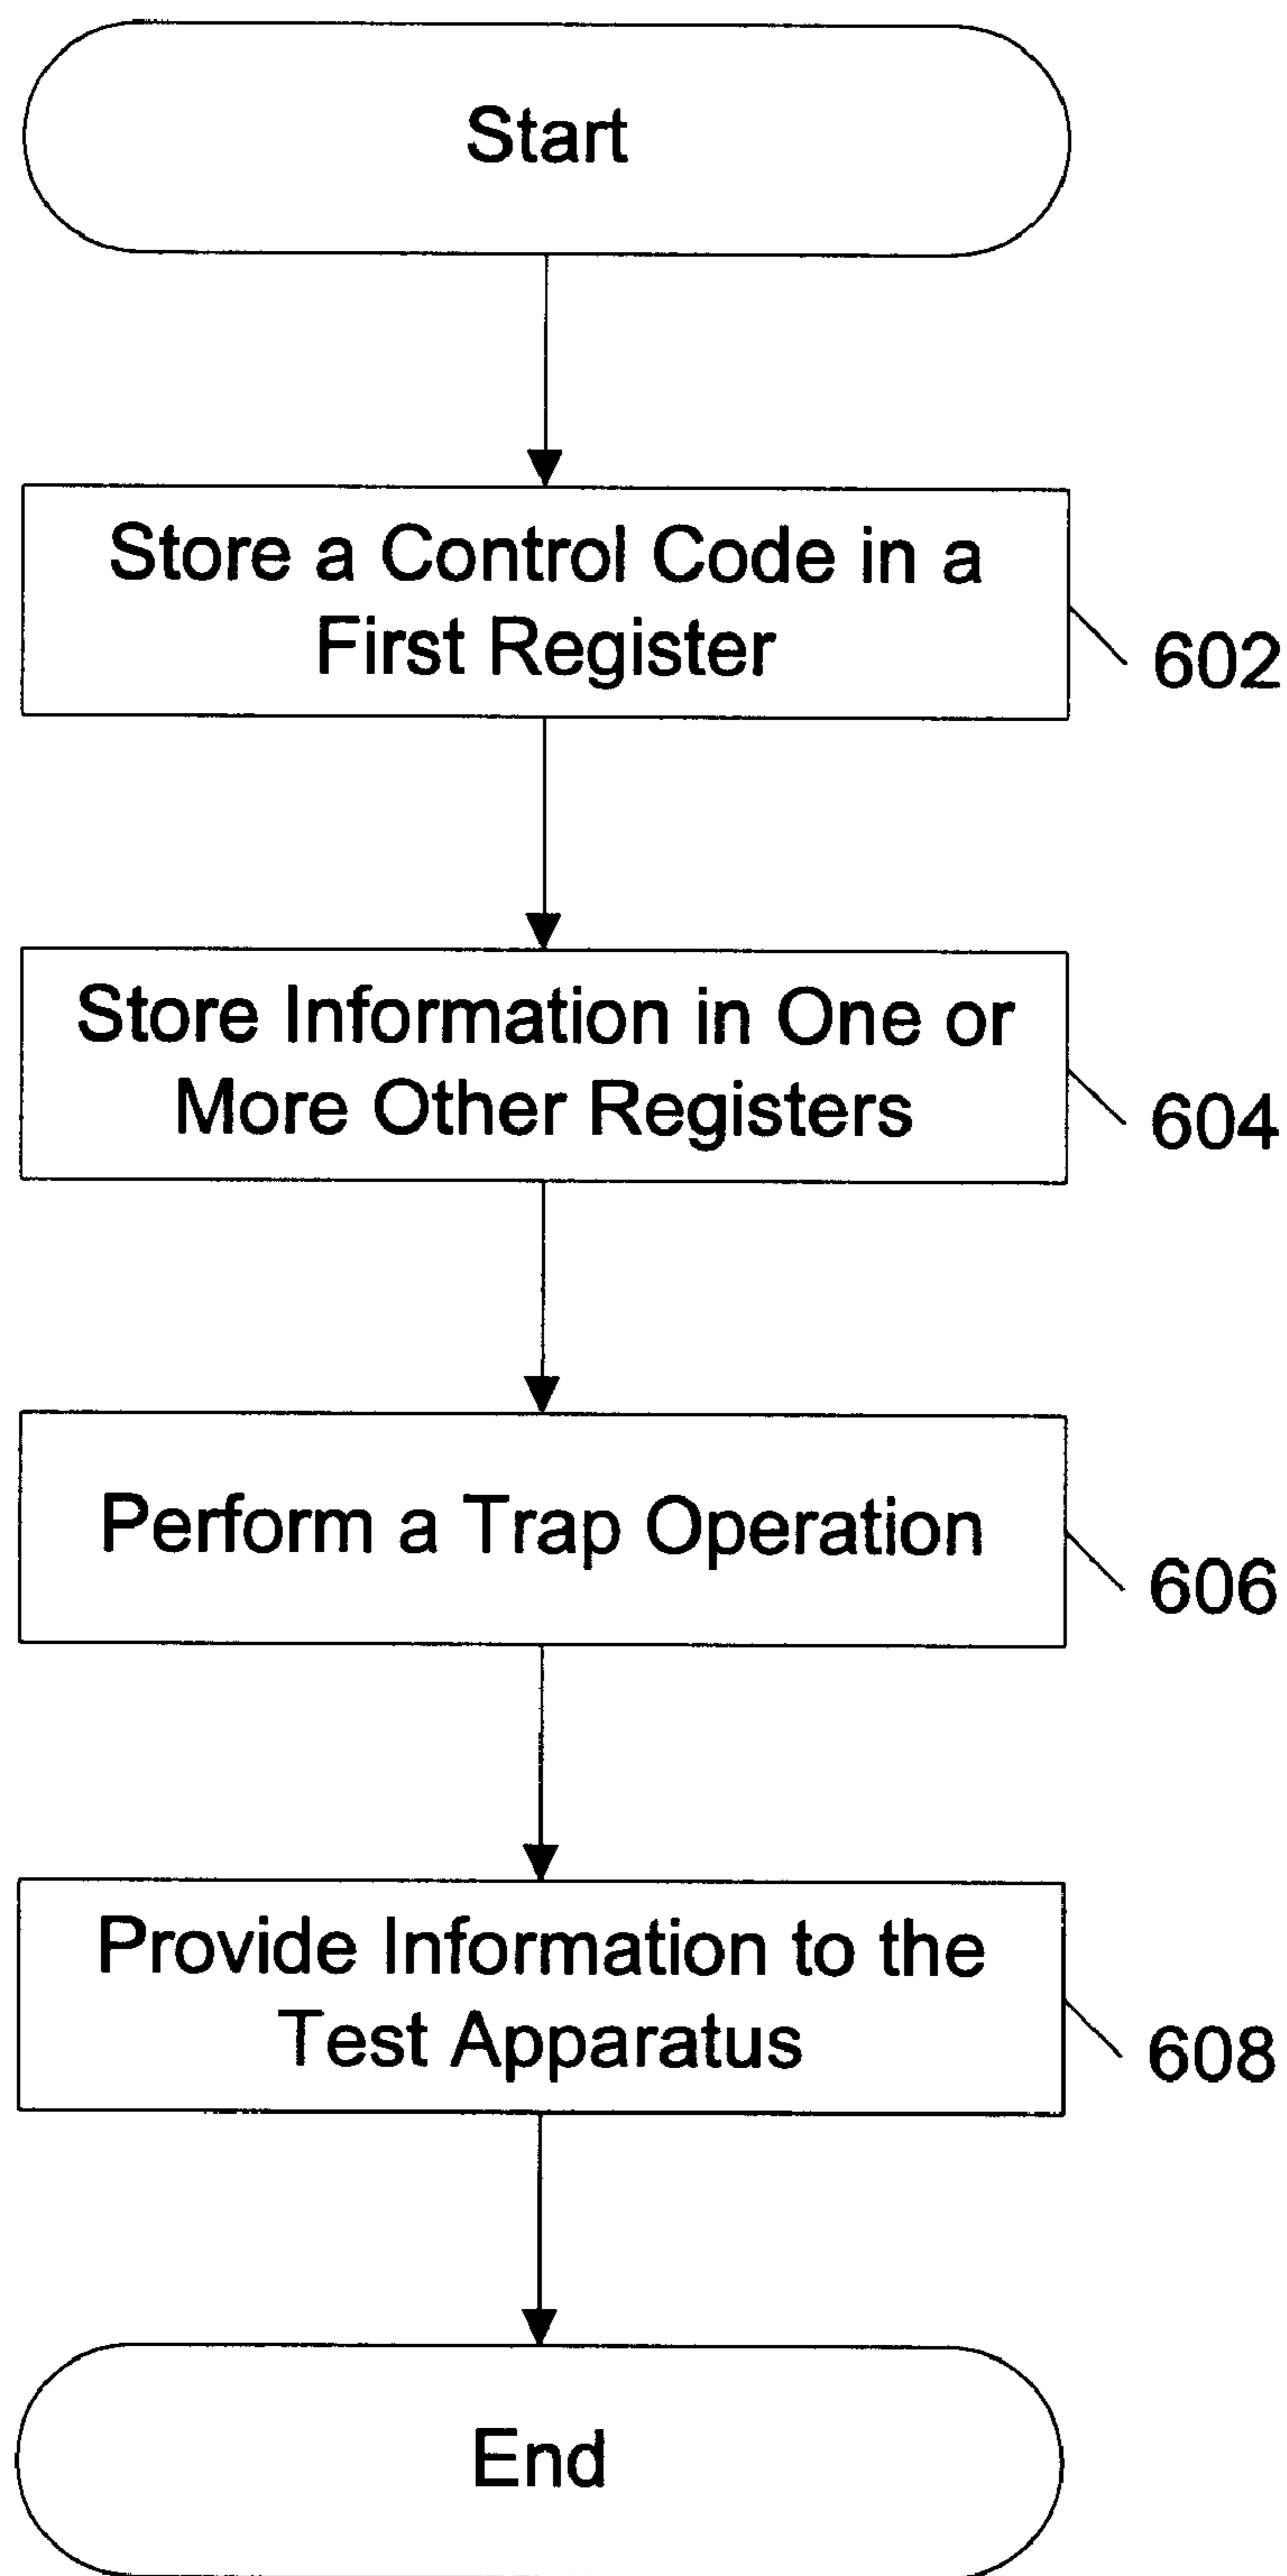 Start
Store a Control Code in a
First Register
602
Store Information in One or
More Other Registers
604
Perform a Trap Operation
606
Provide Information to the
Test Apparatus
608
End